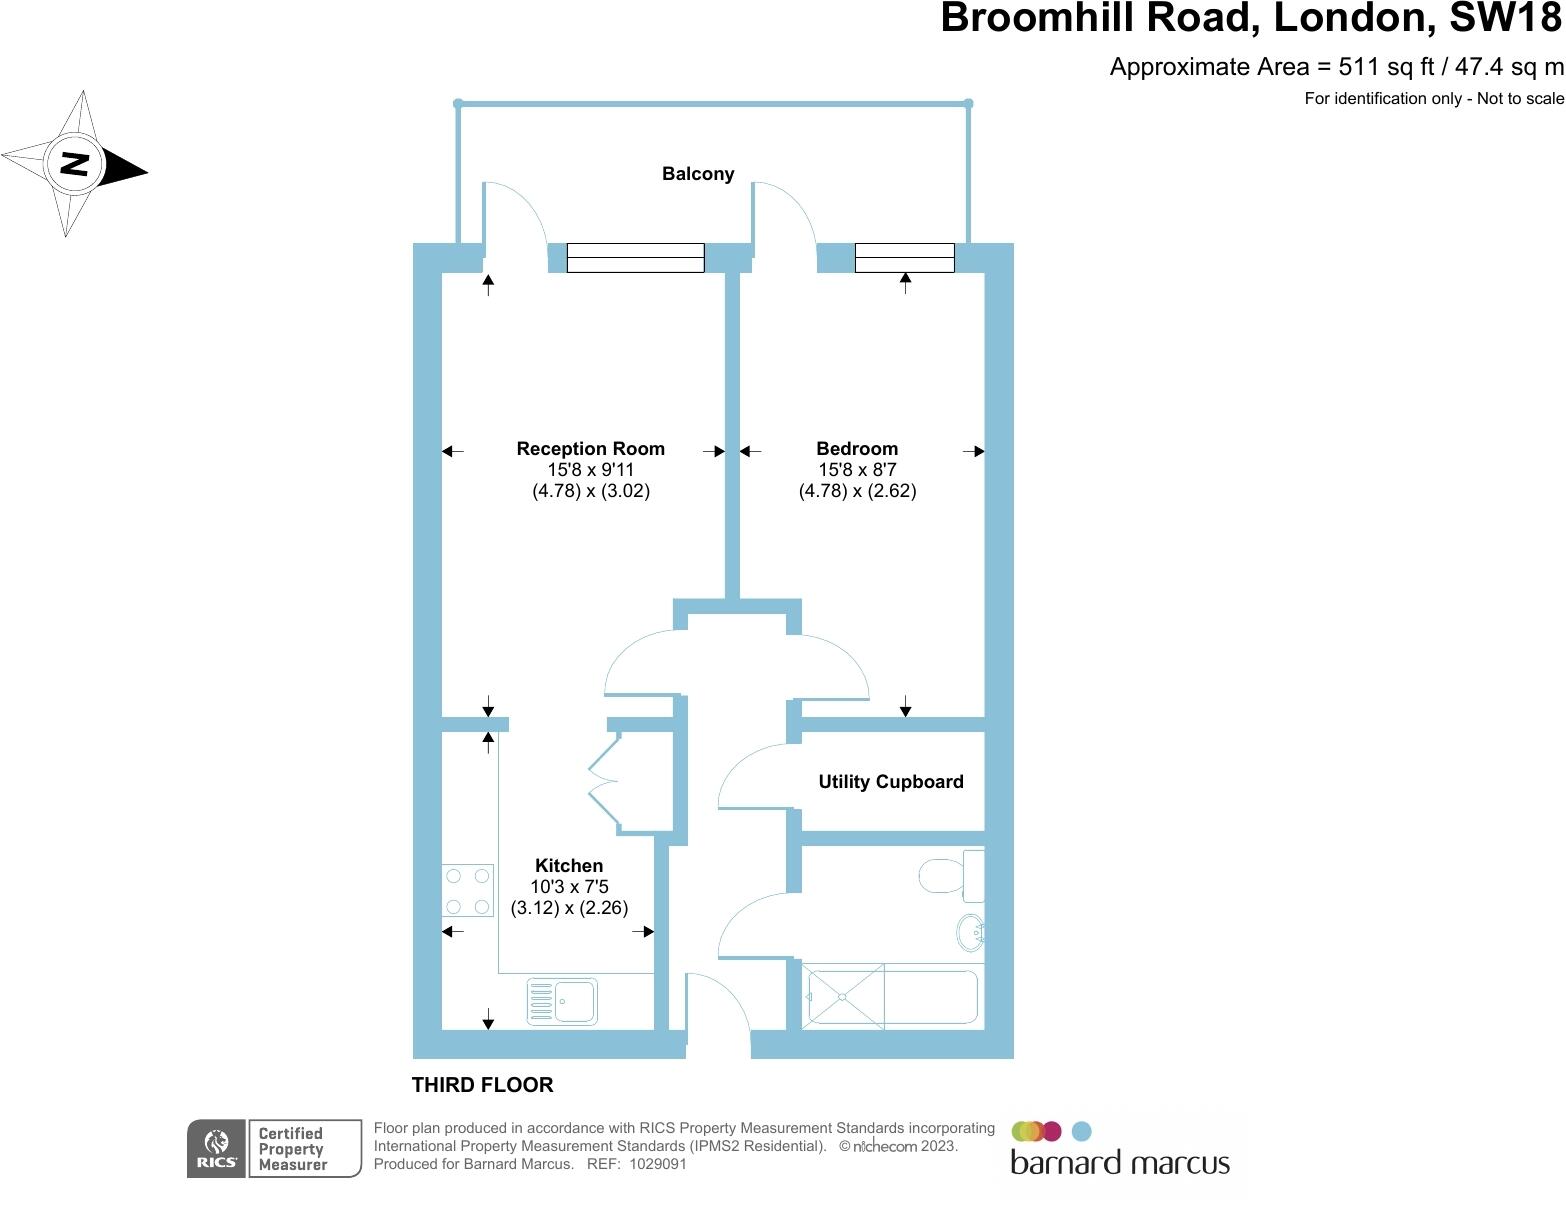 Broomhill Road, London, SW18
Approximate Area = 511 sq ft / 47.4 sq m
For identification only - Not to scale
N
Balcony
Reception Room
15'8 x 9'11
(4.78) x (3.02)
Bedroom
15'8 x 8'7
(4.78) x (2.62)
Utility Cupboard
Kitchen
10'3 x 7'5
(3.12) x (2.26)
THIRD FLOOR
RICS
Certified
Property
Measurer
Floor plan produced in accordance with RICS Property Measurement Standards incorporating
International Property Measurement Standards (IPMS2 Residential). © nichecom 2023.
Produced for Barnard Marcus. REF: 1029091
barnard marcus